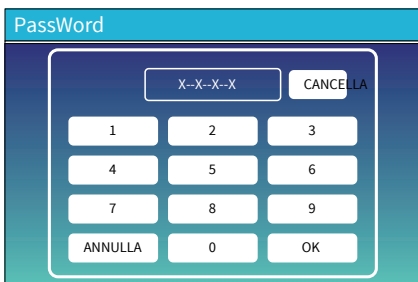 PassWord
X--X--X--X CANCELLA
1 2 3
4 5 6
7 8 9
ANNULLA 0 OK